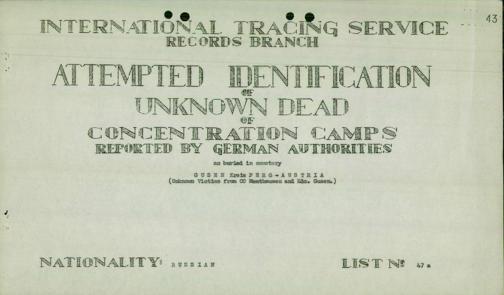 43
INTERNATIONAL TRACING SERVICE
RECORDS BRANCH
ATTEMPTED IDENTIFICATION
OF
UNKNOWN DEAD
OF
CONCENTRATION CAMPS
REPORTED BY GERMAN AUTHORITIES
as buried in cemetery
GUSEN Kreis PERG-AUSTRIA
(Unknown Victims from CC Mauthausen and Kdo. Gusen.)
NATIONALITY: RUSSIAN
LIST Nº 47a